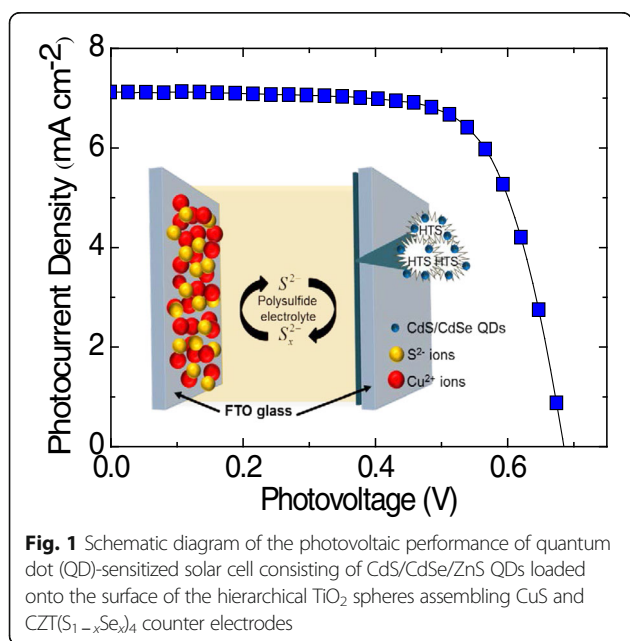 8
6
4
2
0
Photocurrent Density (mA cm⁻²)
0.0
0.2
0.4
0.6
Photovoltage (V)
HTS
HTS HTS
S²⁻
Polysulfide
electrolyte
Sₓ²⁻
CdS/CdSe QDs
S²⁻ ions
Cu²⁺ ions
FTO glass
Fig. 1 Schematic diagram of the photovoltaic performance of quantum
dot (QD)-sensitized solar cell consisting of CdS/CdSe/ZnS QDs loaded
onto the surface of the hierarchical TiO₂ spheres assembling CuS and
CZT(S₁₋ₓSeₓ)₄ counter electrodes